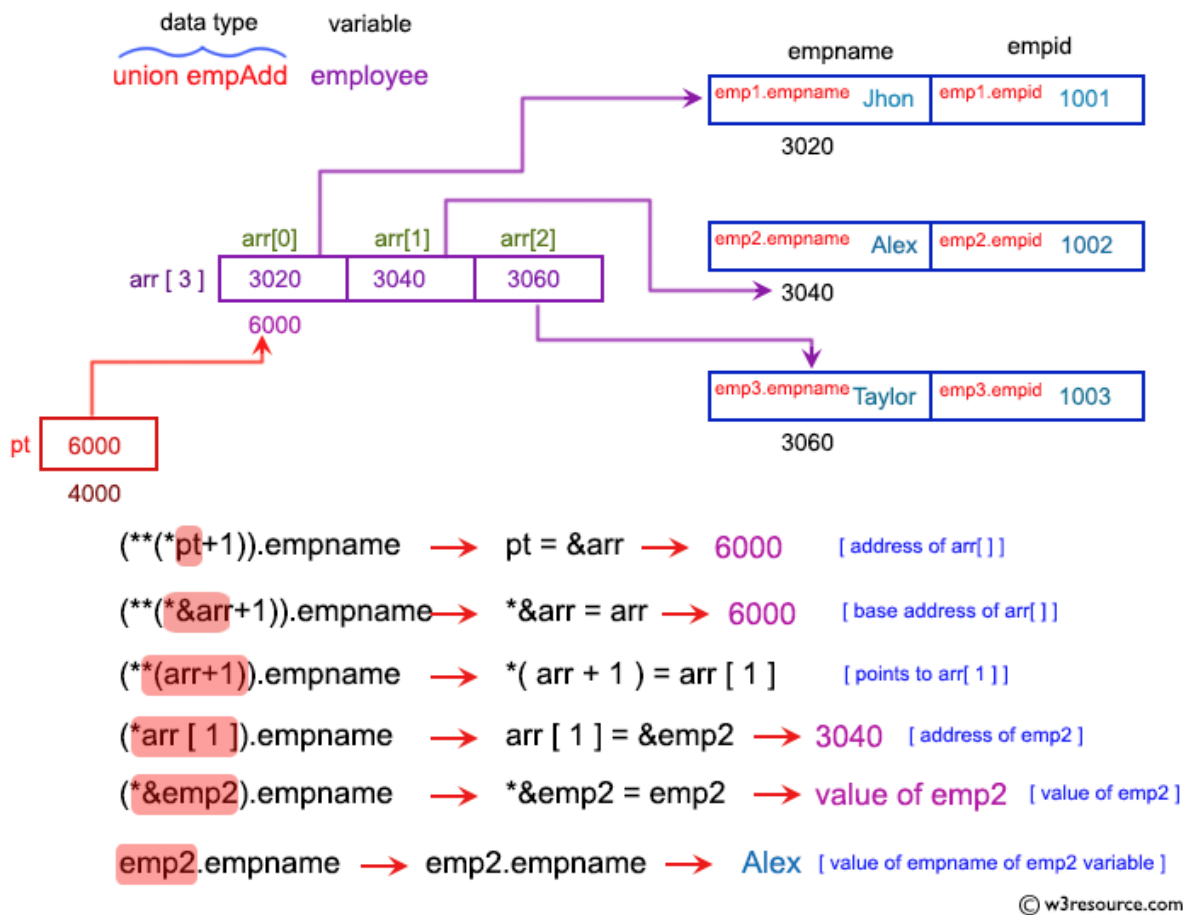 data type variable
union empAdd employee
empname empid
emp1.empname Jhon emp1.empid 1001
3020
arr[0] arr[1] arr[2]
emp2.empname Alex emp2.empid 1002
arr [ 3 ] 3020 3040 3060
3040
6000
emp3.empname Taylor emp3.empid 1003
pt 6000
3060
4000
(**(*pt+1)).empname pt = &arr 6000 [ address of arr[ ] ]
(**(*&arr+1)).empname *&arr = arr 6000 [ base address of arr[ ] ]
(**(arr+1)).empname *( arr + 1 ) = arr [ 1 ] [ points to arr[ 1 ] ]
(*arr [ 1 ]).empname arr [ 1 ] = &emp2 3040 [ address of emp2 ]
(*&emp2).empname *&emp2 = emp2 value of emp2 [ value of emp2 ]
emp2.empname emp2.empname Alex [ value of empname of emp2 variable ]
© w3resource.com